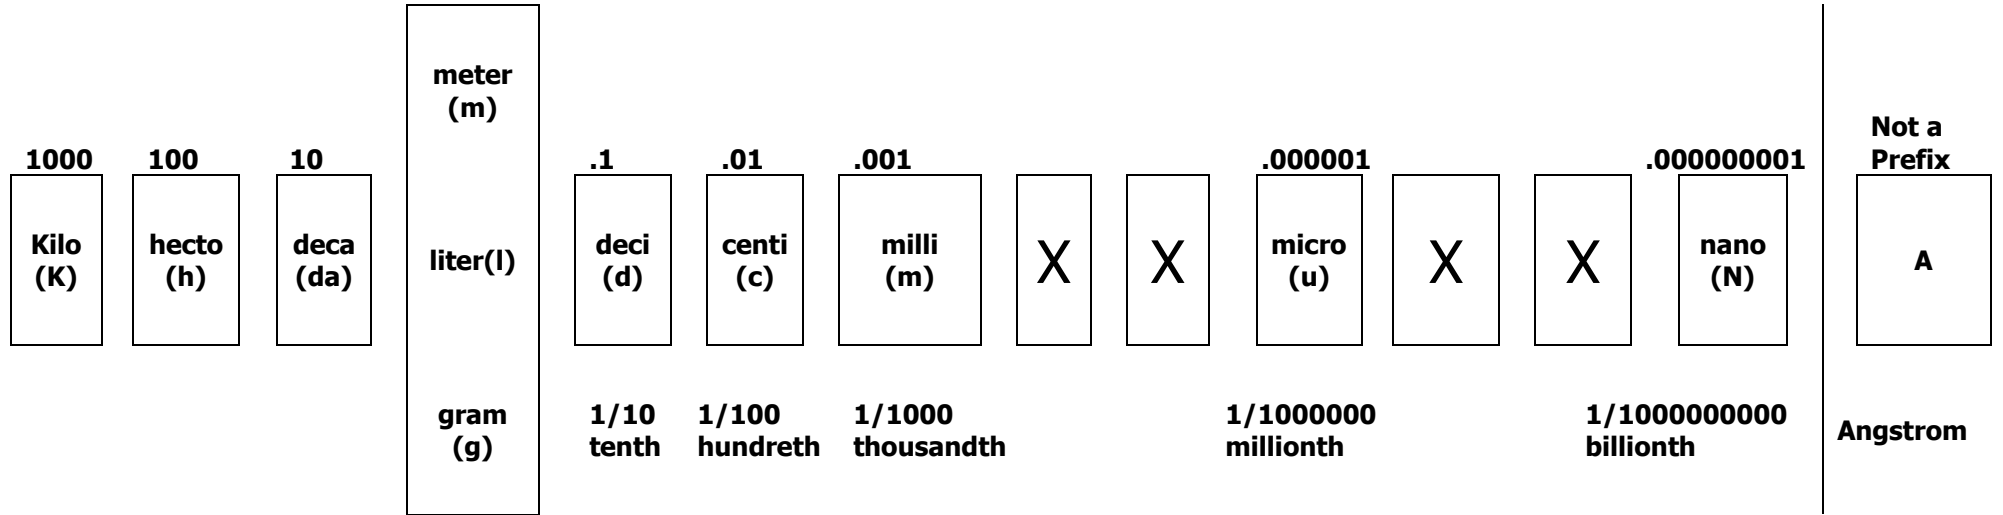 meter
(m)
Not a
Prefix
1000 100 10 .1 .01 .001 .000001 .000000001
Kilo
(K)
hecto
(h)
deca
(da)
liter(l)
deci
(d)
centi
(c)
milli
(m)
X
X
micro
(u)
X
X
nano
(N)
A
gram
(g)
1/10
tenth
1/100
hundreth
1/1000
thousandth
1/1000000
millionth
1/1000000000
billionth
Angstrom